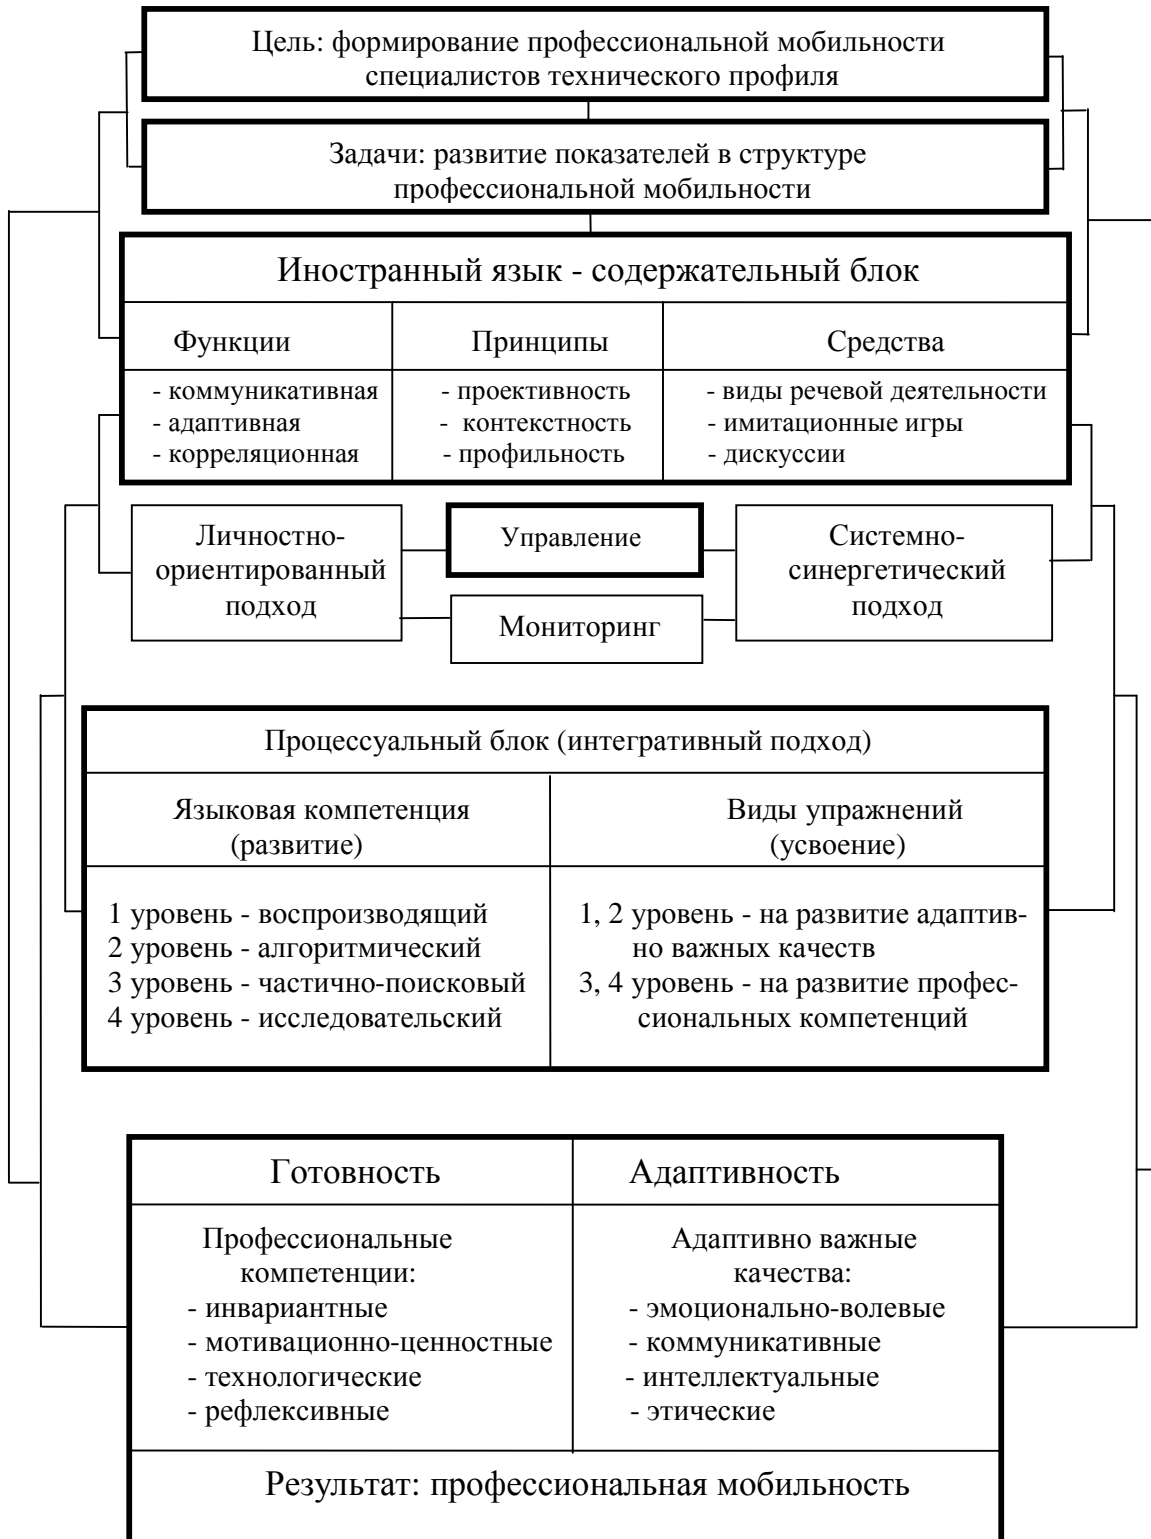 Цель: формирование профессиональной мобильности
специалистов технического профиля
Задачи: развитие показателей в структуре
профессиональной мобильности
Иностранный язык - содержательный блок
Функции
- коммуникативная
- адаптивная
- корреляционная
Принципы
- проективность
- контекстность
- профильность
Средства
- виды речевой деятельности
- имитационные игры
- дискуссии
Личностно-
ориентированный
подход
Управление
Мониторинг
Системно-
синергетический
подход
Процессуальный блок (интегративный подход)
Языковая компетенция
(развитие)
1 уровень - воспроизводящий
2 уровень - алгоритмический
3 уровень - частично-поисковый
4 уровень - исследовательский
Виды упражнений
(усвоение)
1, 2 уровень - на развитие адаптив-
но важных качеств
3, 4 уровень - на развитие профес-
сиональных компетенций
Готовность
Профессиональные
компетенции:
- инвариантные
- мотивационно-ценностные
- технологические
- рефлексивные
Адаптивность
Адаптивно важные
качества:
- эмоционально-волевые
- коммуникативные
- интеллектуальные
- этические
Результат: профессиональная мобильность